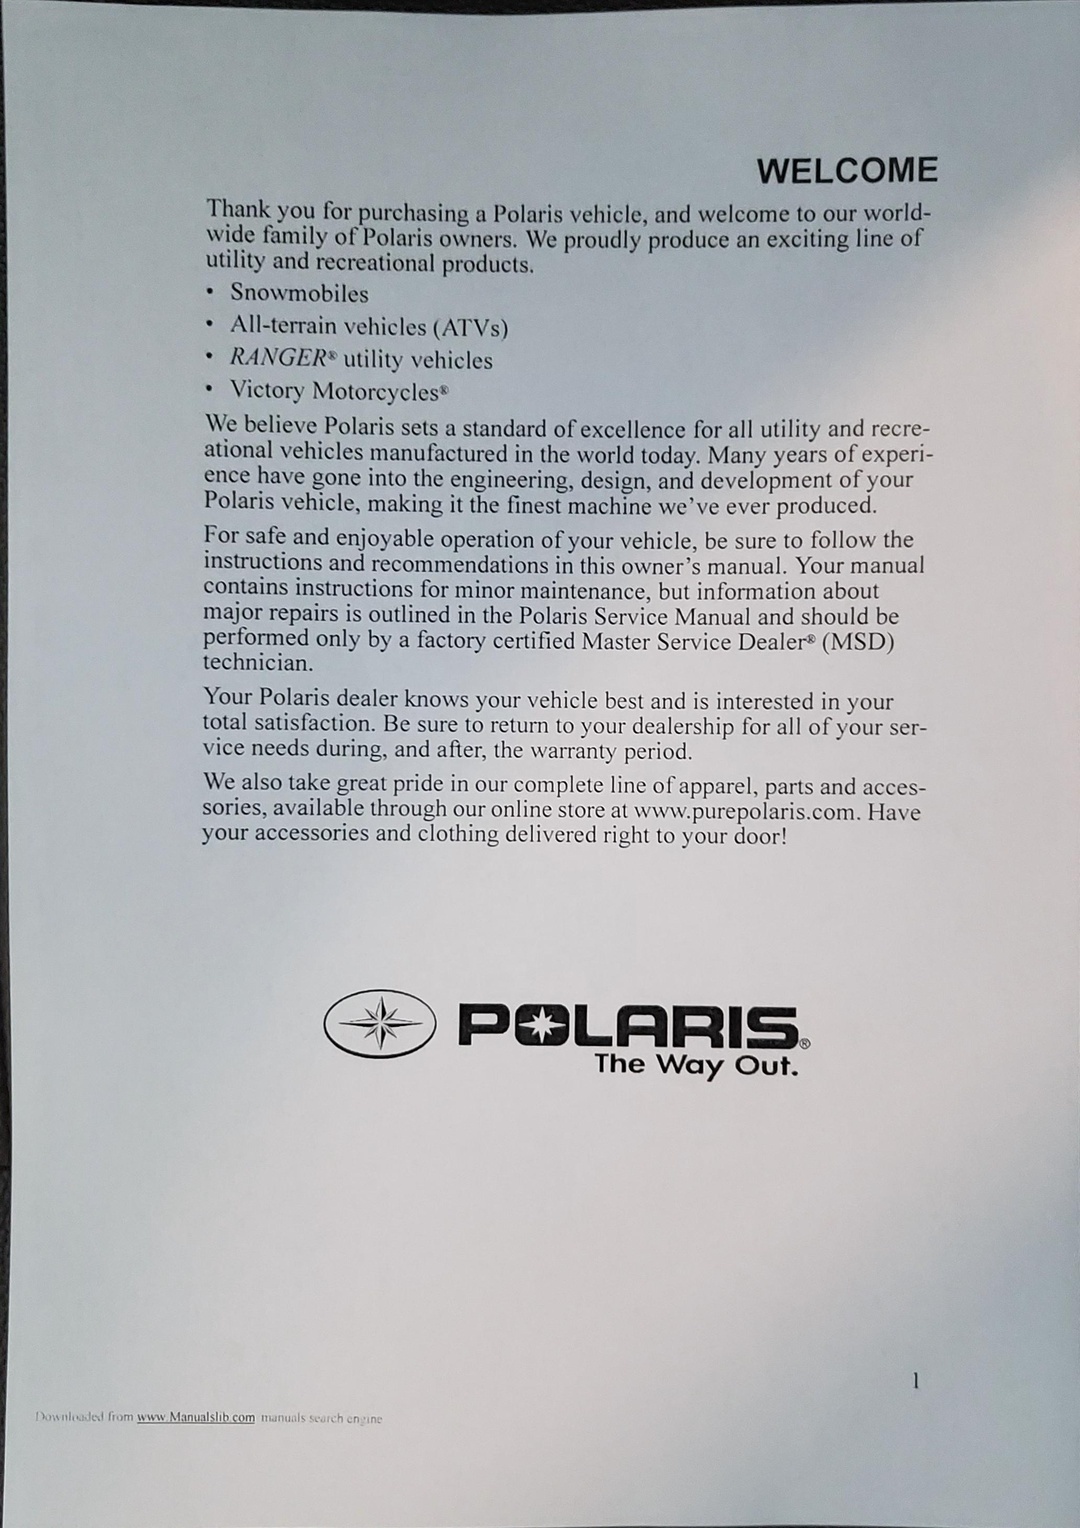 WELCOME
Thank you for purchasing a Polaris vehicle, and welcome to our world-
wide family of Polaris owners. We proudly produce an exciting line of
utility and recreational products.
• Snowmobiles
• All-terrain vehicles (ATVs)
• RANGER® utility vehicles
• Victory Motorcycles®
We believe Polaris sets a standard of excellence for all utility and recre-
ational vehicles manufactured in the world today. Many years of experi-
ence have gone into the engineering, design, and development of your
Polaris vehicle, making it the finest machine we've ever produced.
For safe and enjoyable operation of your vehicle, be sure to follow the
instructions and recommendations in this owner's manual. Your manual
contains instructions for minor maintenance, but information about
major repairs is outlined in the Polaris Service Manual and should be
performed only by a factory certified Master Service Dealer® (MSD)
technician.
Your Polaris dealer knows your vehicle best and is interested in your
total satisfaction. Be sure to return to your dealership for all of your ser-
vice needs during, and after, the warranty period.
We also take great pride in our complete line of apparel, parts and acces-
sories, available through our online store at www.purepolaris.com. Have
your accessories and clothing delivered right to your door!
POLARIS®
The Way Out.
1
Downloaded from www.Manualslib.com manuals search engine